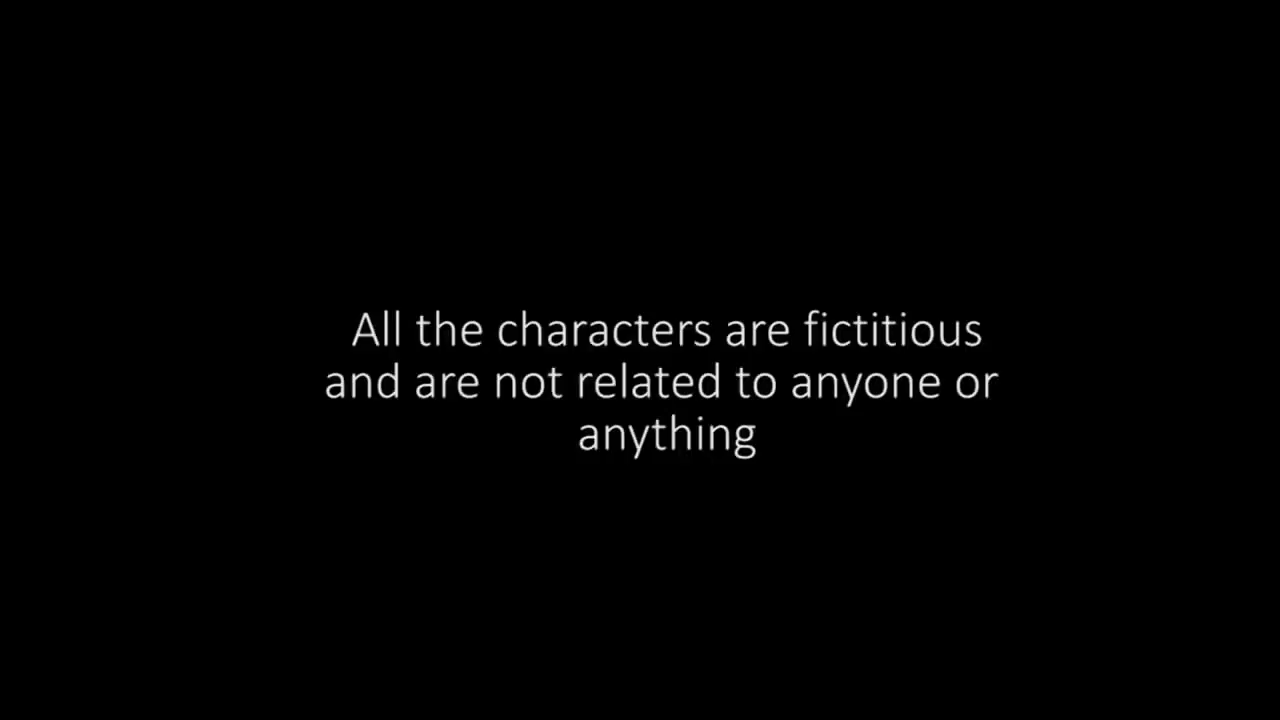 All the characters are fictitious
and are not related to anyone or
anything